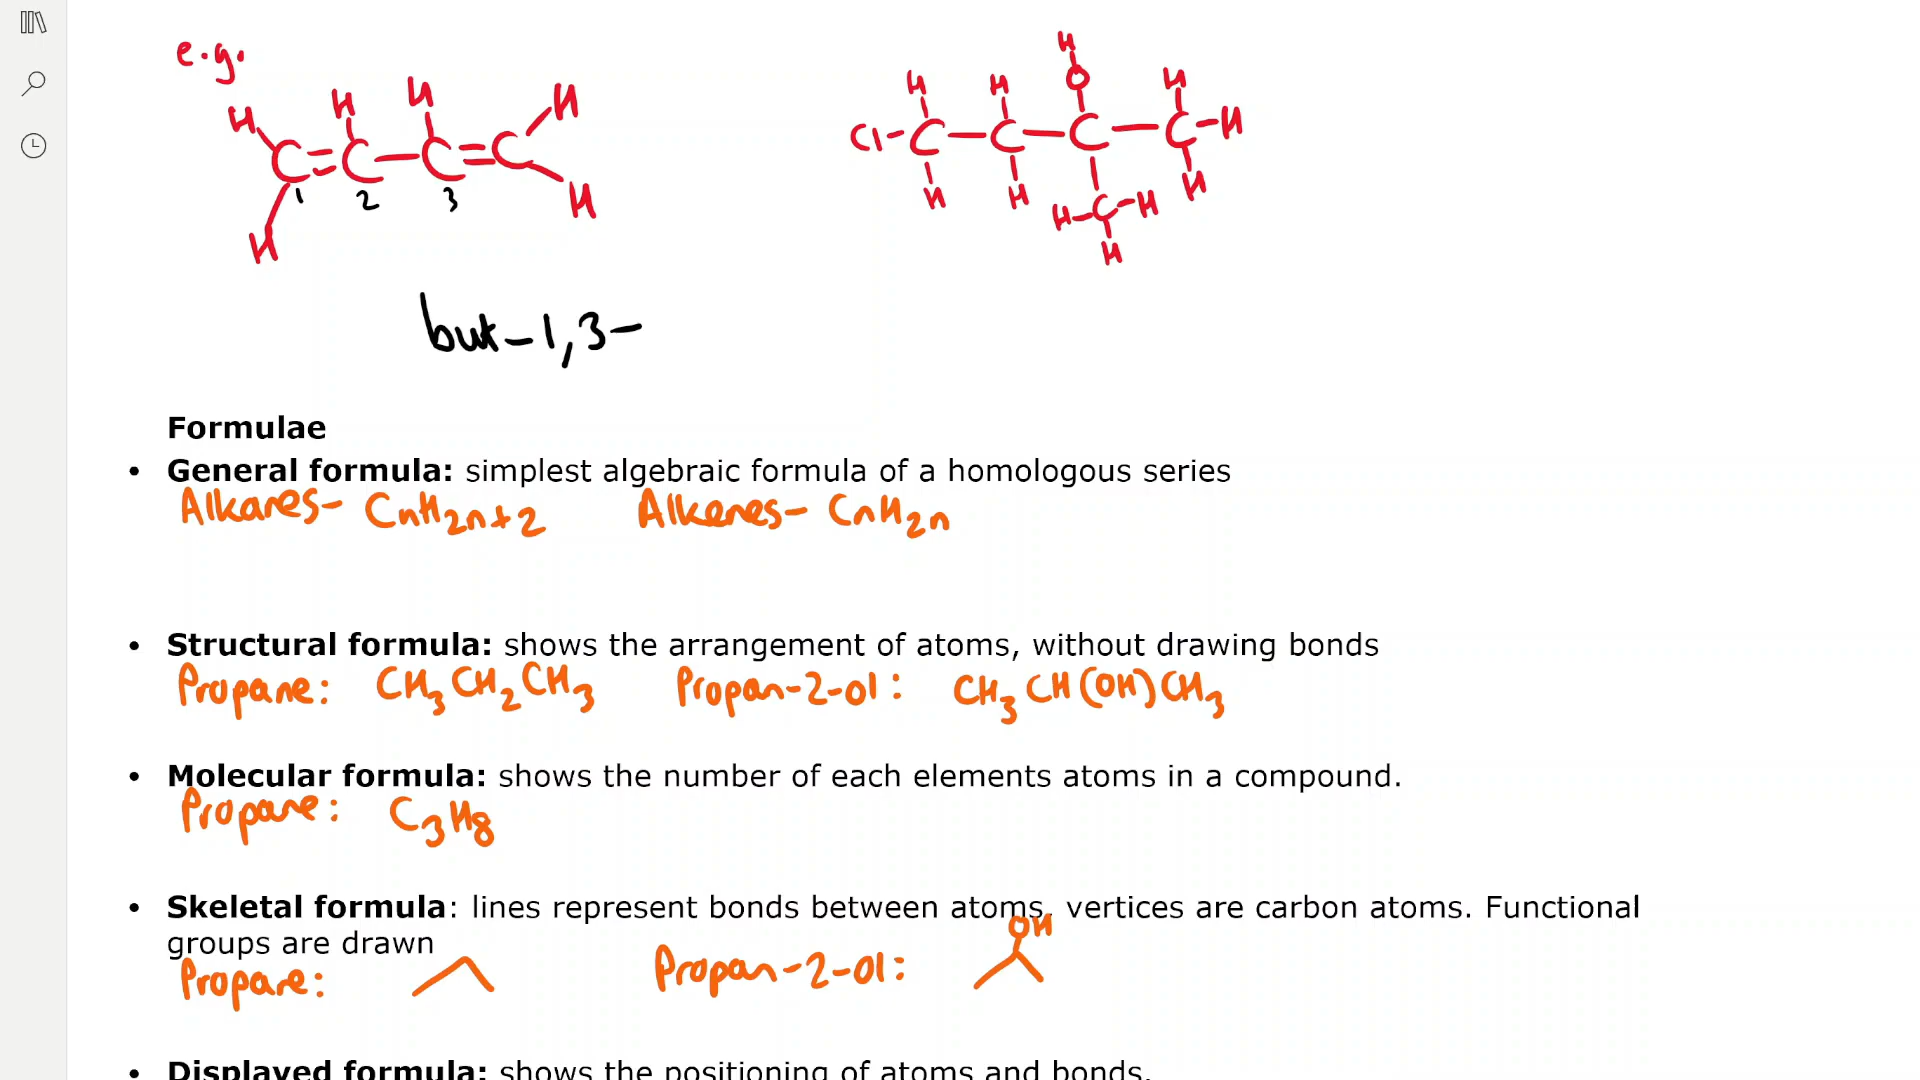 e.g.
H H H H H O H H
C=C-C=C Cl-C-C-C-C-H
1 2 3 H H H-C-H H
H H H
but-1,3-
Formulae
• General formula: simplest algebraic formula of a homologous series
Alkanes- CnH2n+2 Alkenes- CnH2n
• Structural formula: shows the arrangement of atoms, without drawing bonds
Propane: CH3CH2CH3 Propan-2-ol: CH3CH(OH)CH3
• Molecular formula: shows the number of each elements atoms in a compound.
Propane: C3H8
• Skeletal formula: lines represent bonds between atoms, vertices are carbon atoms. Functional
groups are drawn
OH
Propane: Propan-2-ol:
• Displayed formula: shows the positioning of atoms and bonds.